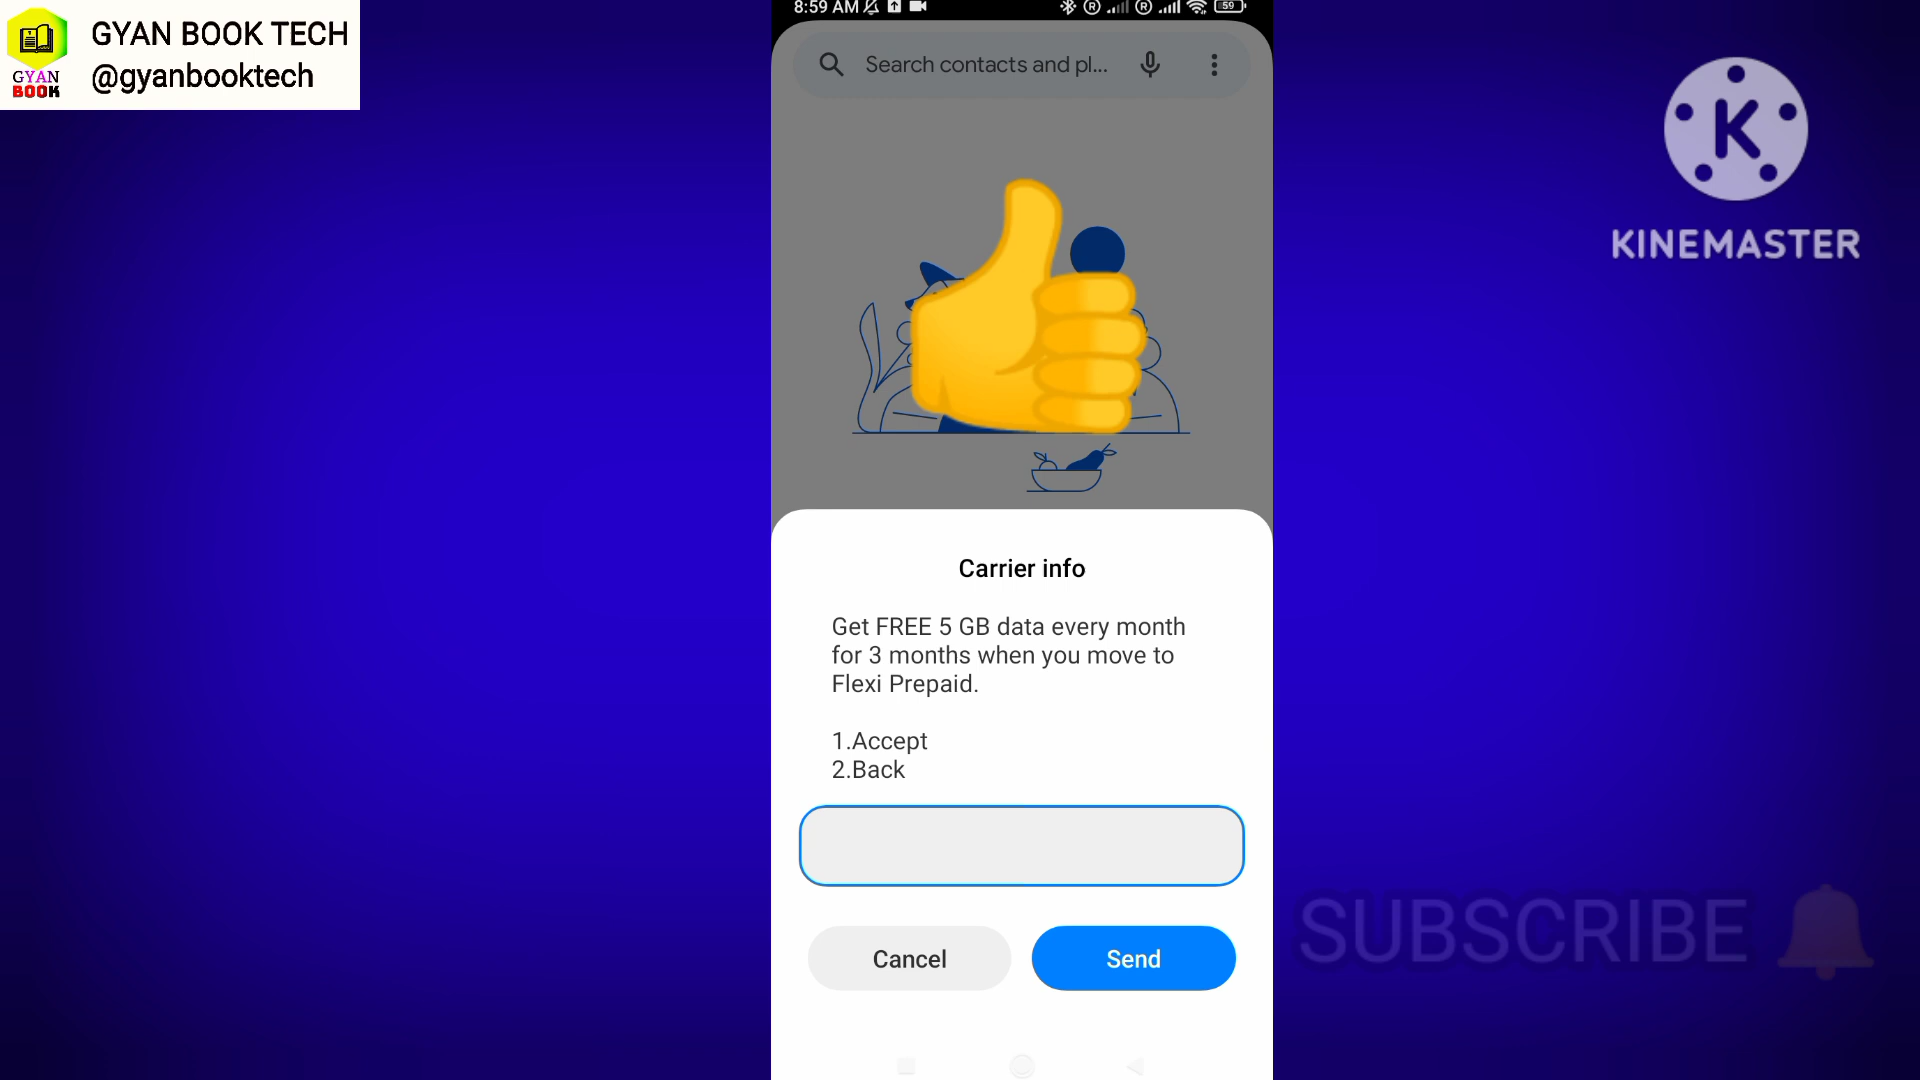 GYAN BOOK TECH
@gyanbooktech
GYAN
BOOK
8:59 AM
R
R
59
Search contacts and pl...
K
KINEMASTER
Carrier info
Get FREE 5 GB data every month
for 3 months when you move to
Flexi Prepaid.
1.Accept
2.Back
Cancel
Send
SUBSCRIBE